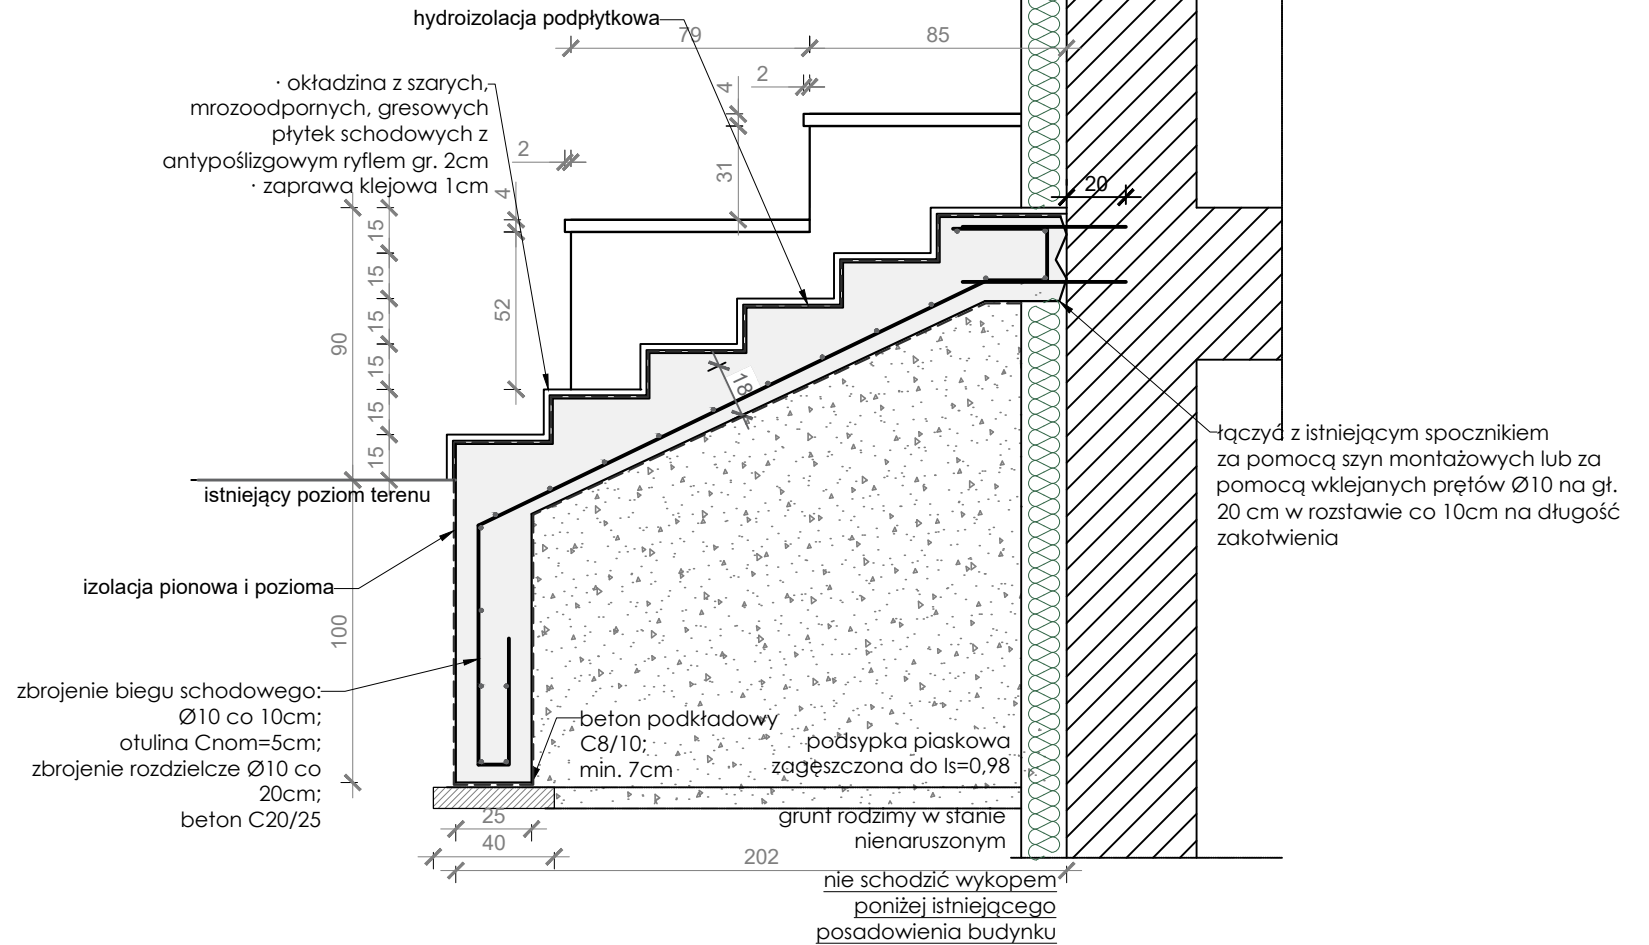 hydroizolacja podpłytkowa
79
85
2
4
· okładzina z szarych,
mrozoodpornych, gresowych
płytek schodowych z
antypoślizgowym ryflem gr. 2cm
· zaprawa klejowa 1cm
2
4
31
20
15
15
15
15
15
15
90
52
18
istniejący poziom terenu
łączyć z istniejącym spocznikiem
za pomocą szyn montażowych lub za
pomocą wklejanych prętów Ø10 na gł.
20 cm w rozstawie co 10cm na długość
zakotwienia
izolacja pionowa i pozioma
100
zbrojenie biegu schodowego:
Ø10 co 10cm;
otulina Cnom=5cm;
zbrojenie rozdzielcze Ø10 co
20cm;
beton C20/25
beton podkładowy
C8/10;
min. 7cm
podsypka piaskowa
zagęszczona do Is=0,98
25
40
202
grunt rodzimy w stanie
nienaruszonym
nie schodzić wykopem
poniżej istniejącego
posadowienia budynku